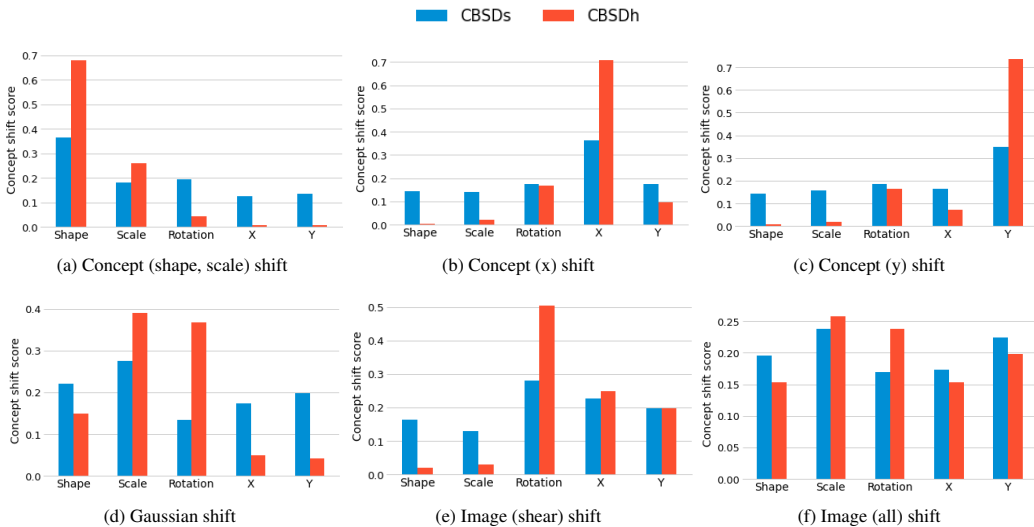 CBSDs CBSDh
Concept shift score
0.7
0.6
0.5
0.4
0.3
0.2
0.1
0.0
Shape Scale Rotation X Y
(a) Concept (shape, scale) shift
Concept shift score
0.7
0.6
0.5
0.4
0.3
0.2
0.1
0.0
Shape Scale Rotation X Y
(b) Concept (x) shift
Concept shift score
0.7
0.6
0.5
0.4
0.3
0.2
0.1
0.0
Shape Scale Rotation X Y
(c) Concept (y) shift
Concept shift score
0.4
0.3
0.2
0.1
0.0
Shape Scale Rotation X Y
(d) Gaussian shift
Concept shift score
0.5
0.4
0.3
0.2
0.1
0.0
Shape Scale Rotation X Y
(e) Image (shear) shift
Concept shift score
0.25
0.20
0.15
0.10
0.05
0.00
Shape Scale Rotation X Y
(f) Image (all) shift